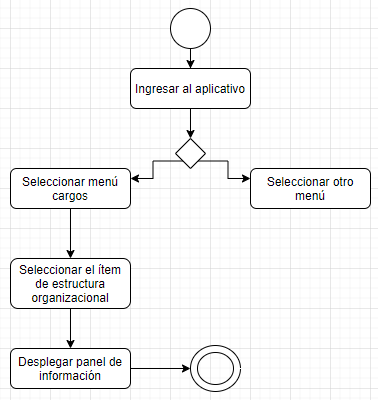 Ingresar al aplicativo
Seleccionar menú
cargos
Seleccionar otro
menú
Seleccionar el ítem
de estructura
organizacional
Desplegar panel de
información